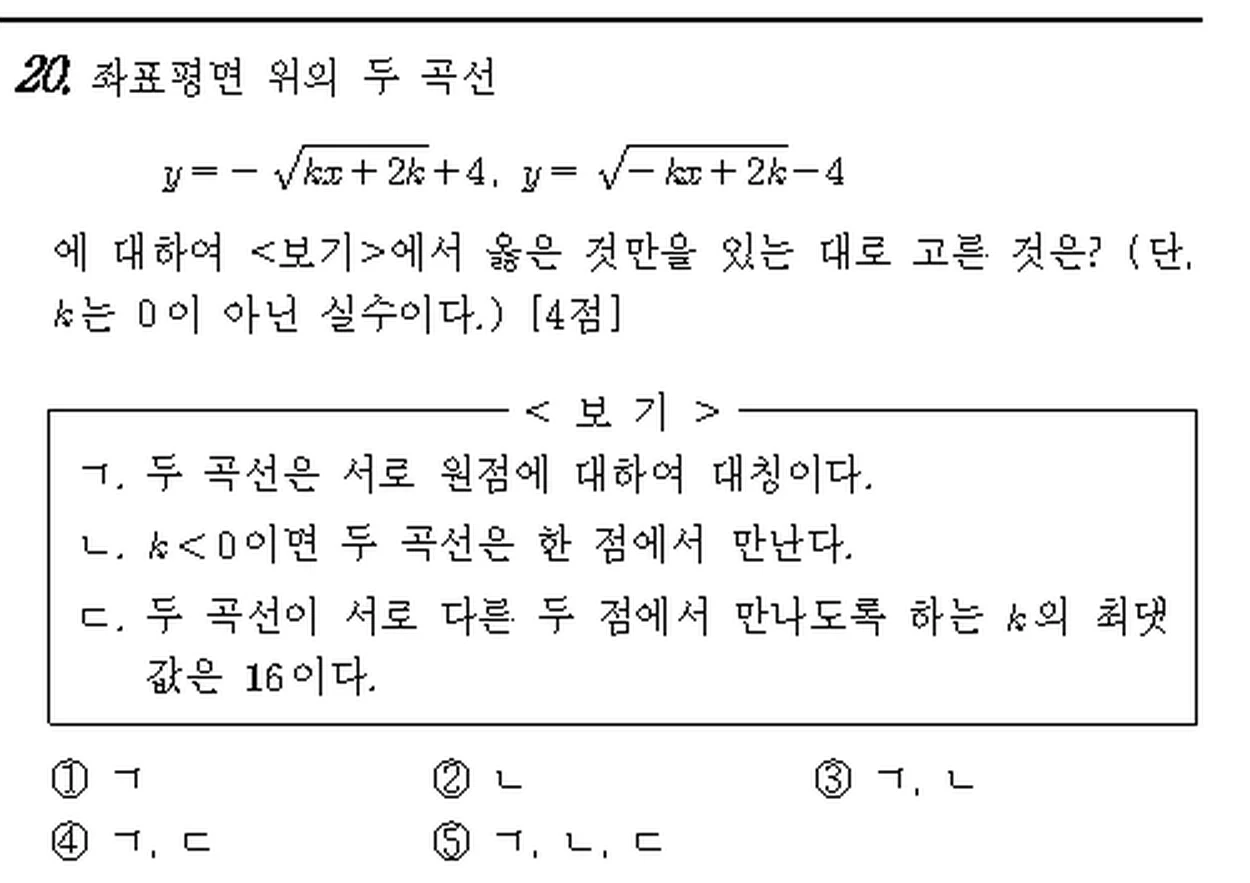 20. 좌표평면 위의 두 곡선
y=-√(kx+2k)+4, y=√(-kx+2k)-4
에 대하여 <보기>에서 옳은 것만을 있는 대로 고른 것은? (단,
k는 0이 아닌 실수이다.) [4점]
< 보 기 >
ㄱ. 두 곡선은 서로 원점에 대하여 대칭이다.
ㄴ. k<0이면 두 곡선은 한 점에서 만난다.
ㄷ. 두 곡선이 서로 다른 두 점에서 만나도록 하는 k의 최댓
값은 16이다.
① ㄱ ② ㄴ ③ ㄱ, ㄴ
④ ㄱ, ㄷ ⑤ ㄱ, ㄴ, ㄷ